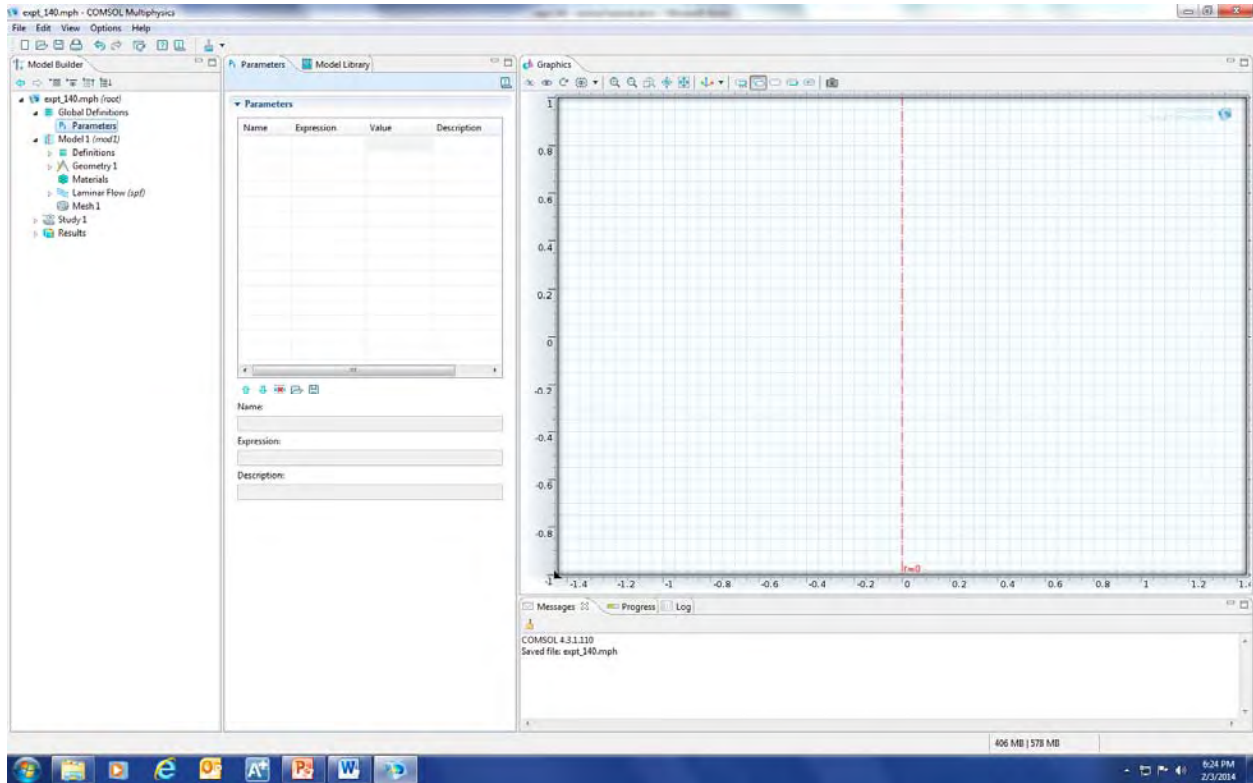 expt_140.mph - COMSOL Multiphysics
File Edit View Options Help
Model Builder
expt_140.mph (root)
Global Definitions
Parameters
Model 1 (mod1)
Definitions
Geometry 1
Materials
Laminar Flow (spf)
Mesh 1
Study 1
Results
Parameters Model Library
Parameters
Name Expression Value Description
Name:
Expression:
Description:
Graphics
1
0.8
0.6
0.4
0.2
0
-0.2
-0.4
-0.6
-0.8
-1
r=0
-1.4 -1.2 -1 -0.8 -0.6 -0.4 -0.2 0 0.2 0.4 0.6 0.8 1 1.2
Messages Progress Log
COMSOL 4.3.1.110
Saved file: expt_140.mph
406 MB | 578 MB
6:24 PM
2/3/2014